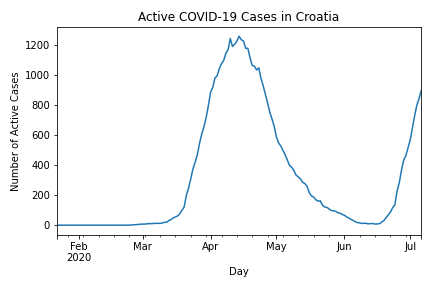 Active COVID-19 Cases in Croatia
Number of Active Cases
1200
1000
800
600
400
200
0
Feb Mar Apr May Jun Jul
2020
Day